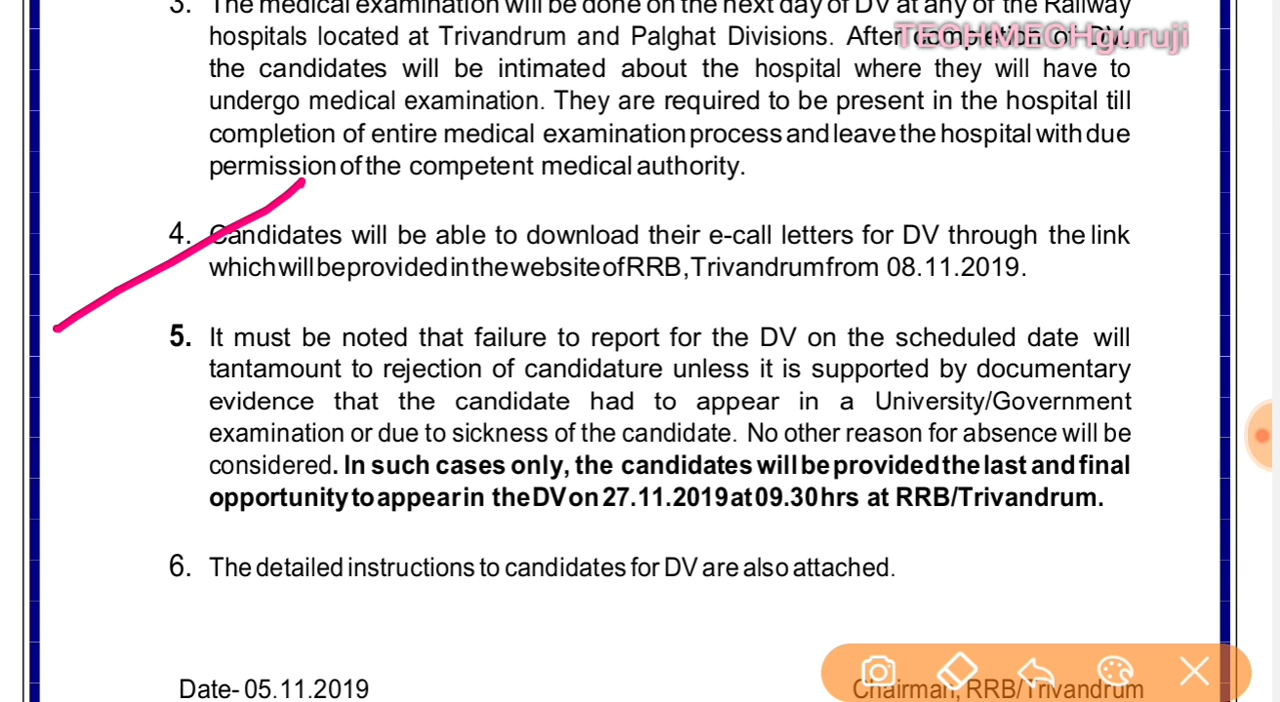 3. The medical examination will be done on the next day of DV at any of the Railway
hospitals located at Trivandrum and Palghat Divisions. After completion of DV,
TECHMECHguruji
the candidates will be intimated about the hospital where they will have to
undergo medical examination. They are required to be present in the hospital till
completion of entire medical examination process and leave the hospital with due
permission of the competent medical authority.
4. Candidates will be able to download their e-call letters for DV through the link
which will be provided in the website of RRB, Trivandrum from 08.11.2019.
5. It must be noted that failure to report for the DV on the scheduled date will
tantamount to rejection of candidature unless it is supported by documentary
evidence that the candidate had to appear in a University/Government
examination or due to sickness of the candidate. No other reason for absence will be
considered. In such cases only, the candidates will be provided the last and final
opportunity to appear in the DV on 27.11.2019 at 09.30 hrs at RRB/Trivandrum.
6. The detailed instructions to candidates for DV are also attached.
Date- 05.11.2019
Chairman, RRB/Trivandrum